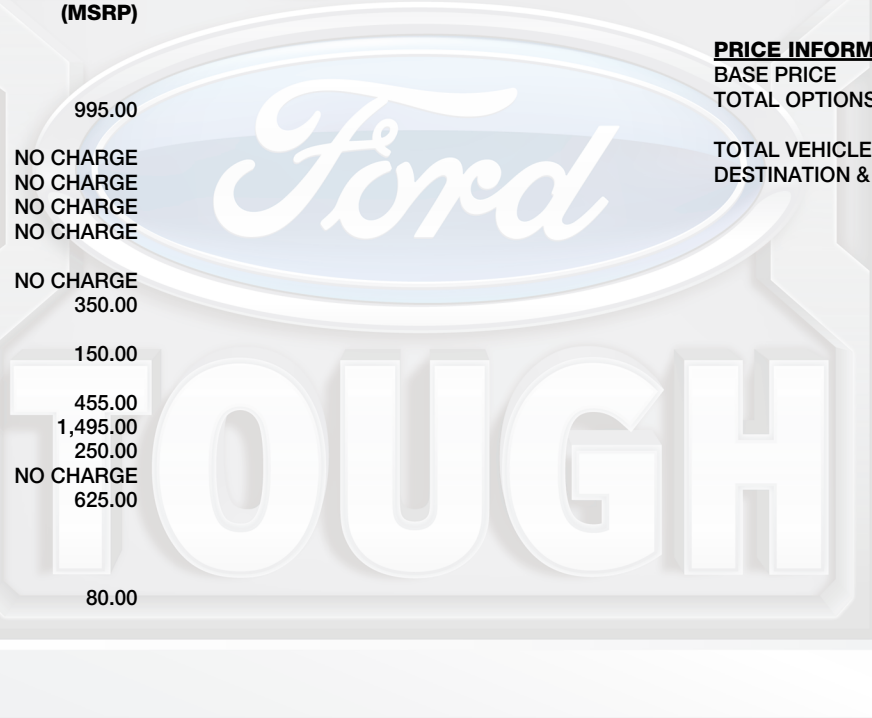 (MSRP)
995.00
NO CHARGE
NO CHARGE
NO CHARGE
NO CHARGE
NO CHARGE
350.00
150.00
455.00
1,495.00
250.00
NO CHARGE
625.00
80.00
PRICE INFORM
BASE PRICE
TOTAL OPTIONS
TOTAL VEHICLE
DESTINATION &
Ford
TOUGH